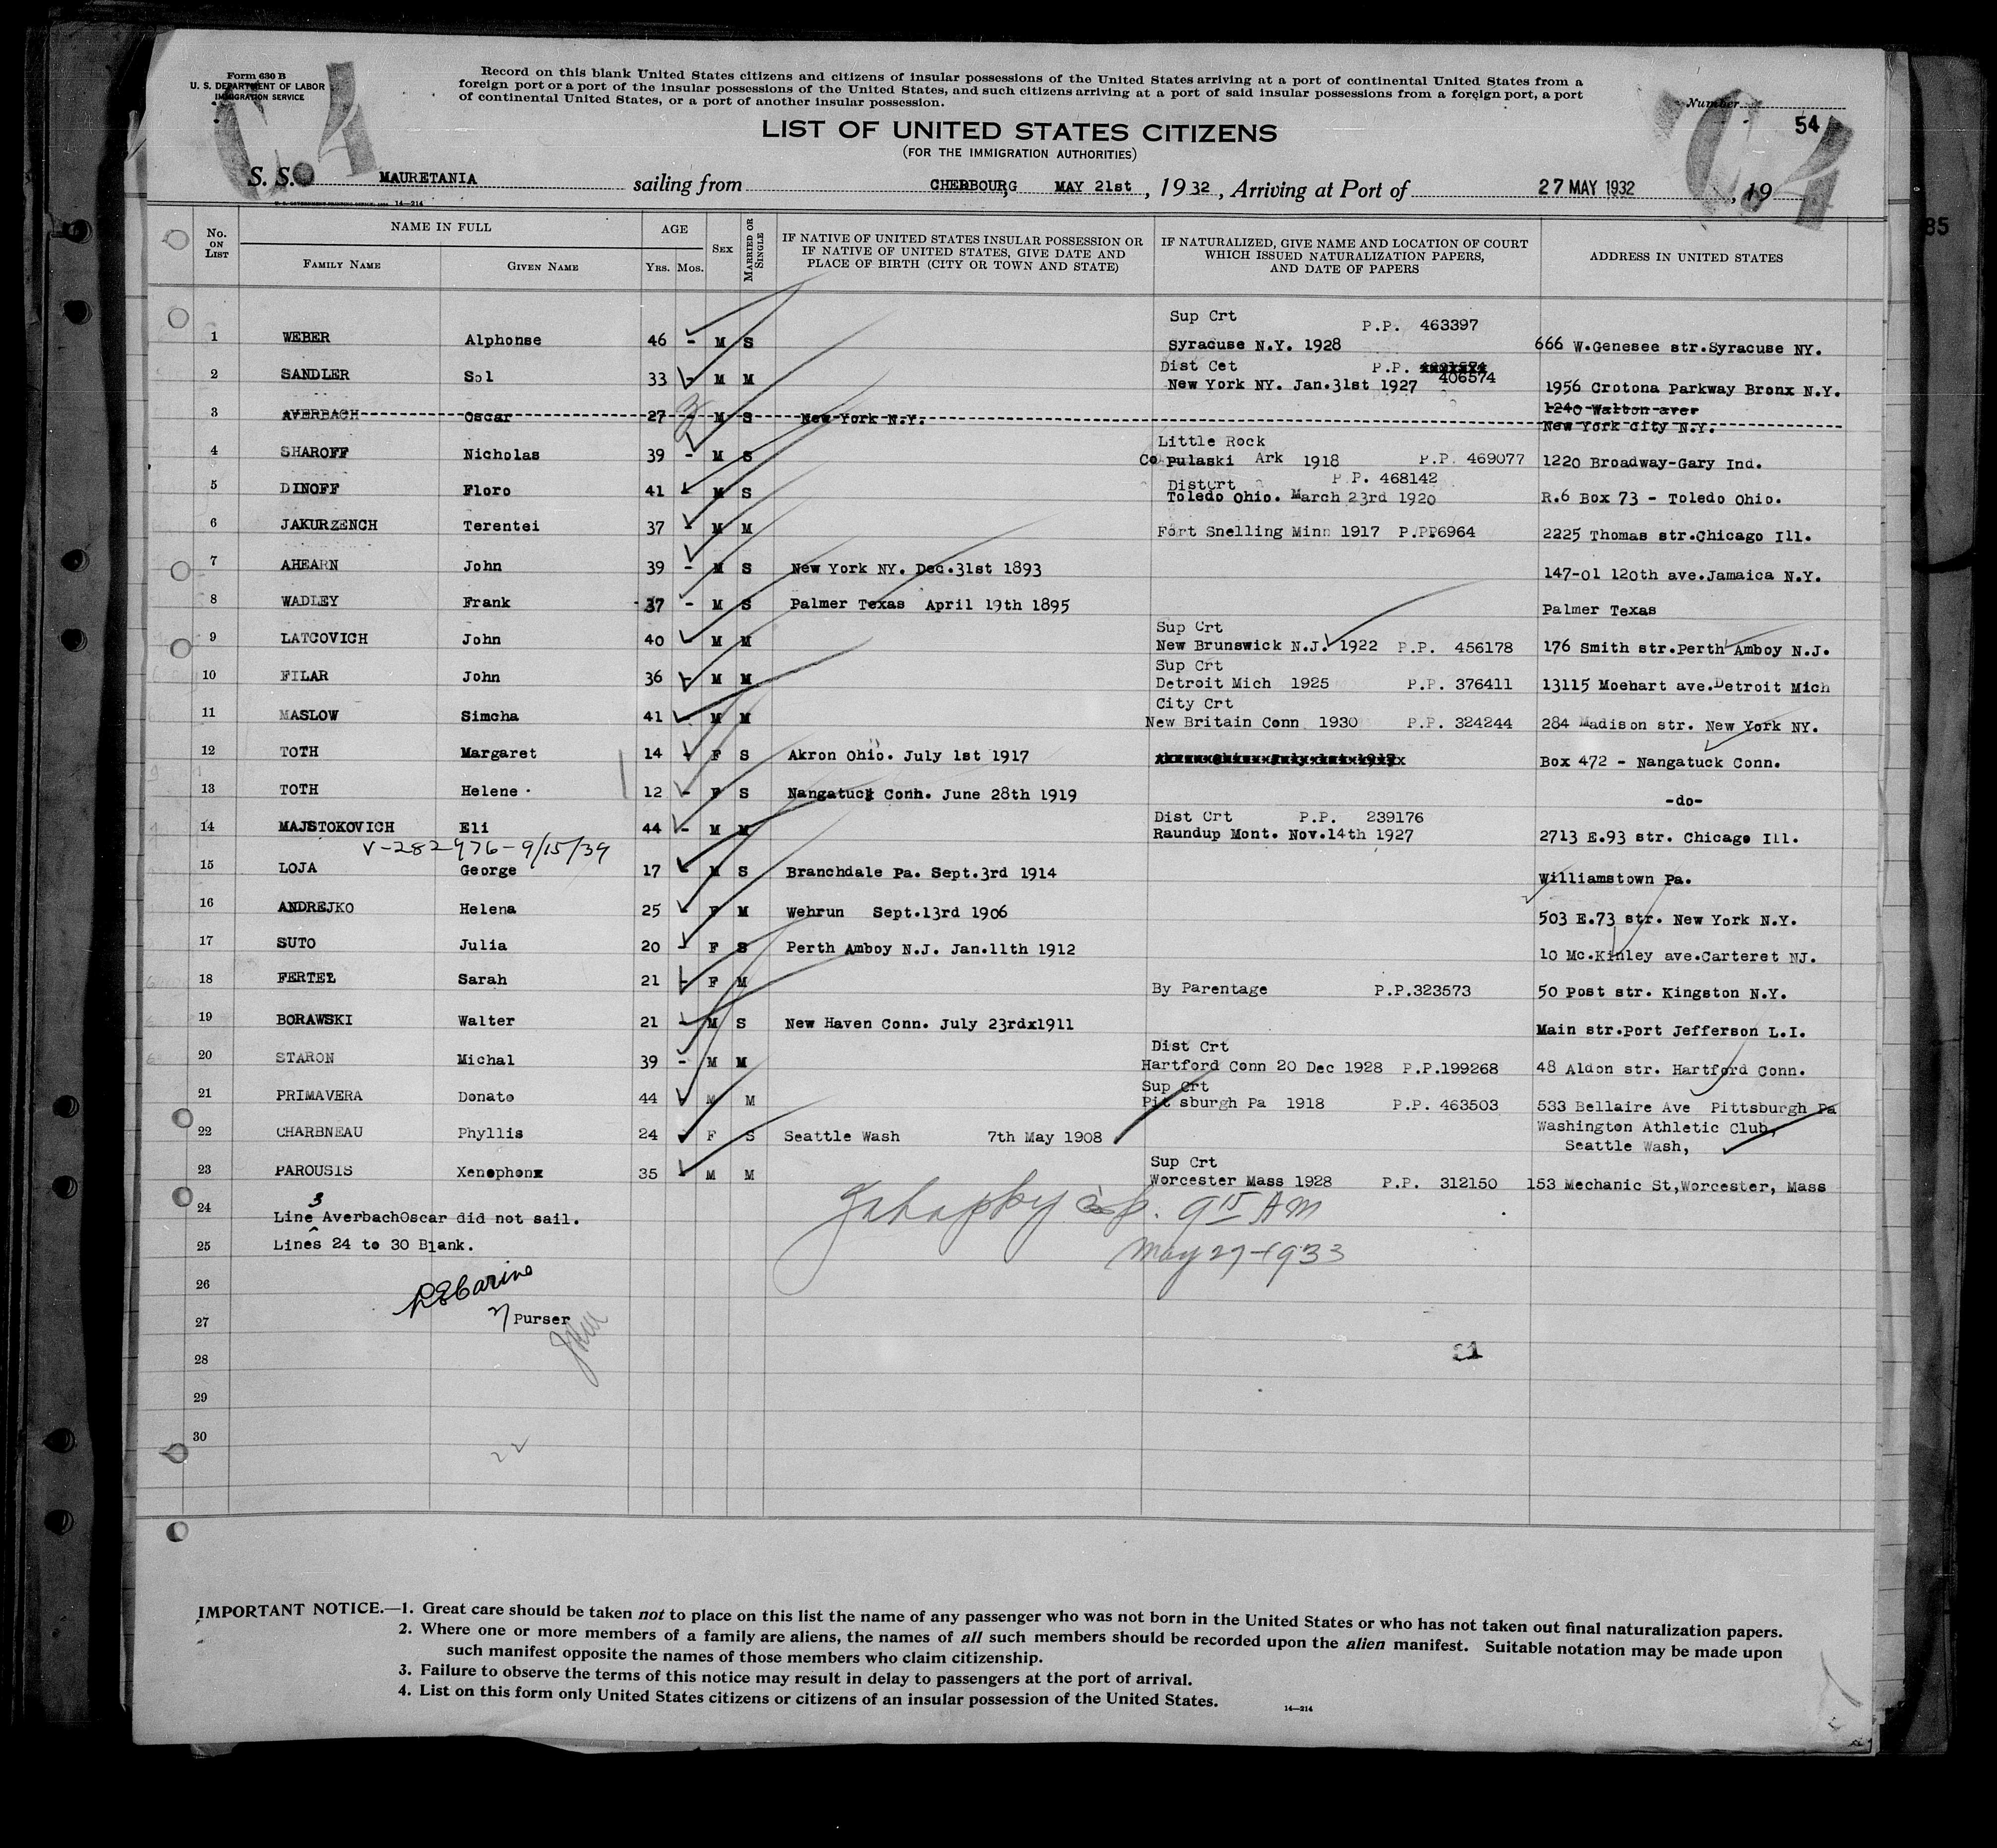 Form 630 B
U. S. DEPARTMENT OF LABOR
IMMIGRATION SERVICE
Record on this blank United States citizens and citizens of insular possessions of the United States arriving at a port of continental United States from a
foreign port or a port of the insular possessions of the United States, and such citizens arriving at a port of said insular possessions from a foreign port, a port
of continental United States, or a port of another insular possession.
Number
54
LIST OF UNITED STATES CITIZENS
(FOR THE IMMIGRATION AUTHORITIES)
S. S. MAURETANIA sailing from CHERBOURG MAY 21st, 1932, Arriving at Port of 27 MAY 1932, 19
14—214
85
No. ON LIST
NAME IN FULL
FAMILY NAME
GIVEN NAME
AGE
YRS. MOS.
SEX
MARRIED OR SINGLE
IF NATIVE OF UNITED STATES INSULAR POSSESSION OR
IF NATIVE OF UNITED STATES, GIVE DATE AND
PLACE OF BIRTH (CITY OR TOWN AND STATE)
IF NATURALIZED, GIVE NAME AND LOCATION OF COURT
WHICH ISSUED NATURALIZATION PAPERS,
AND DATE OF PAPERS
ADDRESS IN UNITED STATES
Sup Crt P.P. 463397
1 WEBER Alphonse 46 - M S Syracuse N.Y. 1928 666 W.Genesee str.Syracuse NY.
Dist Cet P.P.
2 SANDLER Sol 33 - M M New York NY. Jan.31st 1927 406574 1956 Crotona Parkway Bronx N.Y.
3 AVERBACH Oscar 27 - M S New York N.Y. 1240 Walton aver
New York city N.Y.
Little Rock
4 SHAROFF Nicholas 39 - M S Co Pulaski Ark 1918 P.P. 469077 1220 Broadway-Gary Ind.
Distcrt P.P. 468142
5 DINOFF Floro 41 M S Toledo Ohio. March 23rd 1920 R.6 Box 73 - Toledo Ohio.
6 JAKURZENCH Terentei 37 - M M Fort Snelling Minn 1917 P.PP6964 2225 Thomas str.Chicago Ill.
7 AHEARN John 39 - M S New York NY. Dec.31st 1893 147-01 120th ave.Jamaica N.Y.
8 WADLEY Frank 37 - M S Palmer Texas April 19th 1895 Palmer Texas
Sup Crt
9 LATCOVICH John 40 - M M New Brunswick N.J. 1922 P.P. 456178 176 Smith str.Perth Amboy N.J.
Sup Crt
10 FILAR John 36 - M M Detroit Mich 1925 P.P. 376411 13115 Moehart ave.Detroit Mich
City Crt
11 MASLOW Simcha 41 M M New Britain Conn 1930 P.P. 324244 284 Madison str. New York NY.
12 TOTH Margaret 14 - F S Akron Ohio. July 1st 1917 Box 472 - Nangatuck Conn.
13 TOTH Helene 12 - F S Nangatuck Conn. June 28th 1919 -do-
Dist Crt P.P. 239176
14 MAJSTOKOVICH Eli 44 - M M Raundup Mont. Nov.14th 1927 2713 E.93 str. Chicago Ill.
V-282976-9/15/39
15 LOJA George 17 M S Branchdale Pa. Sept.3rd 1914 Williamstown Pa.
16 ANDREJKO Helena 25 - F M Wehrun Sept.13rd 1906 503 E.73 str. New York N.Y.
17 SUTO Julia 20 - F S Perth Amboy N.J. Jan.11th 1912 10 Mc.Kinley ave.Carteret NJ.
18 FERTEL Sarah 21 - F M By Parentage P.P.323573 50 Post str. Kingston N.Y.
19 BORAWSKI Walter 21 - M S New Haven Conn. July 23rdx1911 Main str.Port Jefferson L.I.
Dist Crt
20 STARON Michal 39 - M M Hartford Conn 20 Dec 1928 P.P.199268 48 Aldon str. Hartford Conn.
Sup Crt
21 PRIMAVERA Donato 44 M M Pit sburgh Pa 1918 P.P. 463503 533 Bellaire Ave Pittsburgh Pa
22 CHARBNEAU Phyllis 24 F S Seattle Wash 7th May 1908 Washington Athletic Club,
Seattle Wash,
Sup Crt
23 PAROUSIS Xenophonx 35 M M Worcester Mass 1928 P.P. 312150 153 Mechanic St,Worcester, Mass
24 Line 3 AverbachOscar did not sail.
9 15 AM
25 Lines 24 to 30 Blank.
May 27-1933
26
27 Purser
28
29
30
22
IMPORTANT NOTICE.—1. Great care should be taken not to place on this list the name of any passenger who was not born in the United States or who has not taken out final naturalization papers.
2. Where one or more members of a family are aliens, the names of all such members should be recorded upon the alien manifest. Suitable notation may be made upon
such manifest opposite the names of those members who claim citizenship.
3. Failure to observe the terms of this notice may result in delay to passengers at the port of arrival.
4. List on this form only United States citizens or citizens of an insular possession of the United States.
14—214